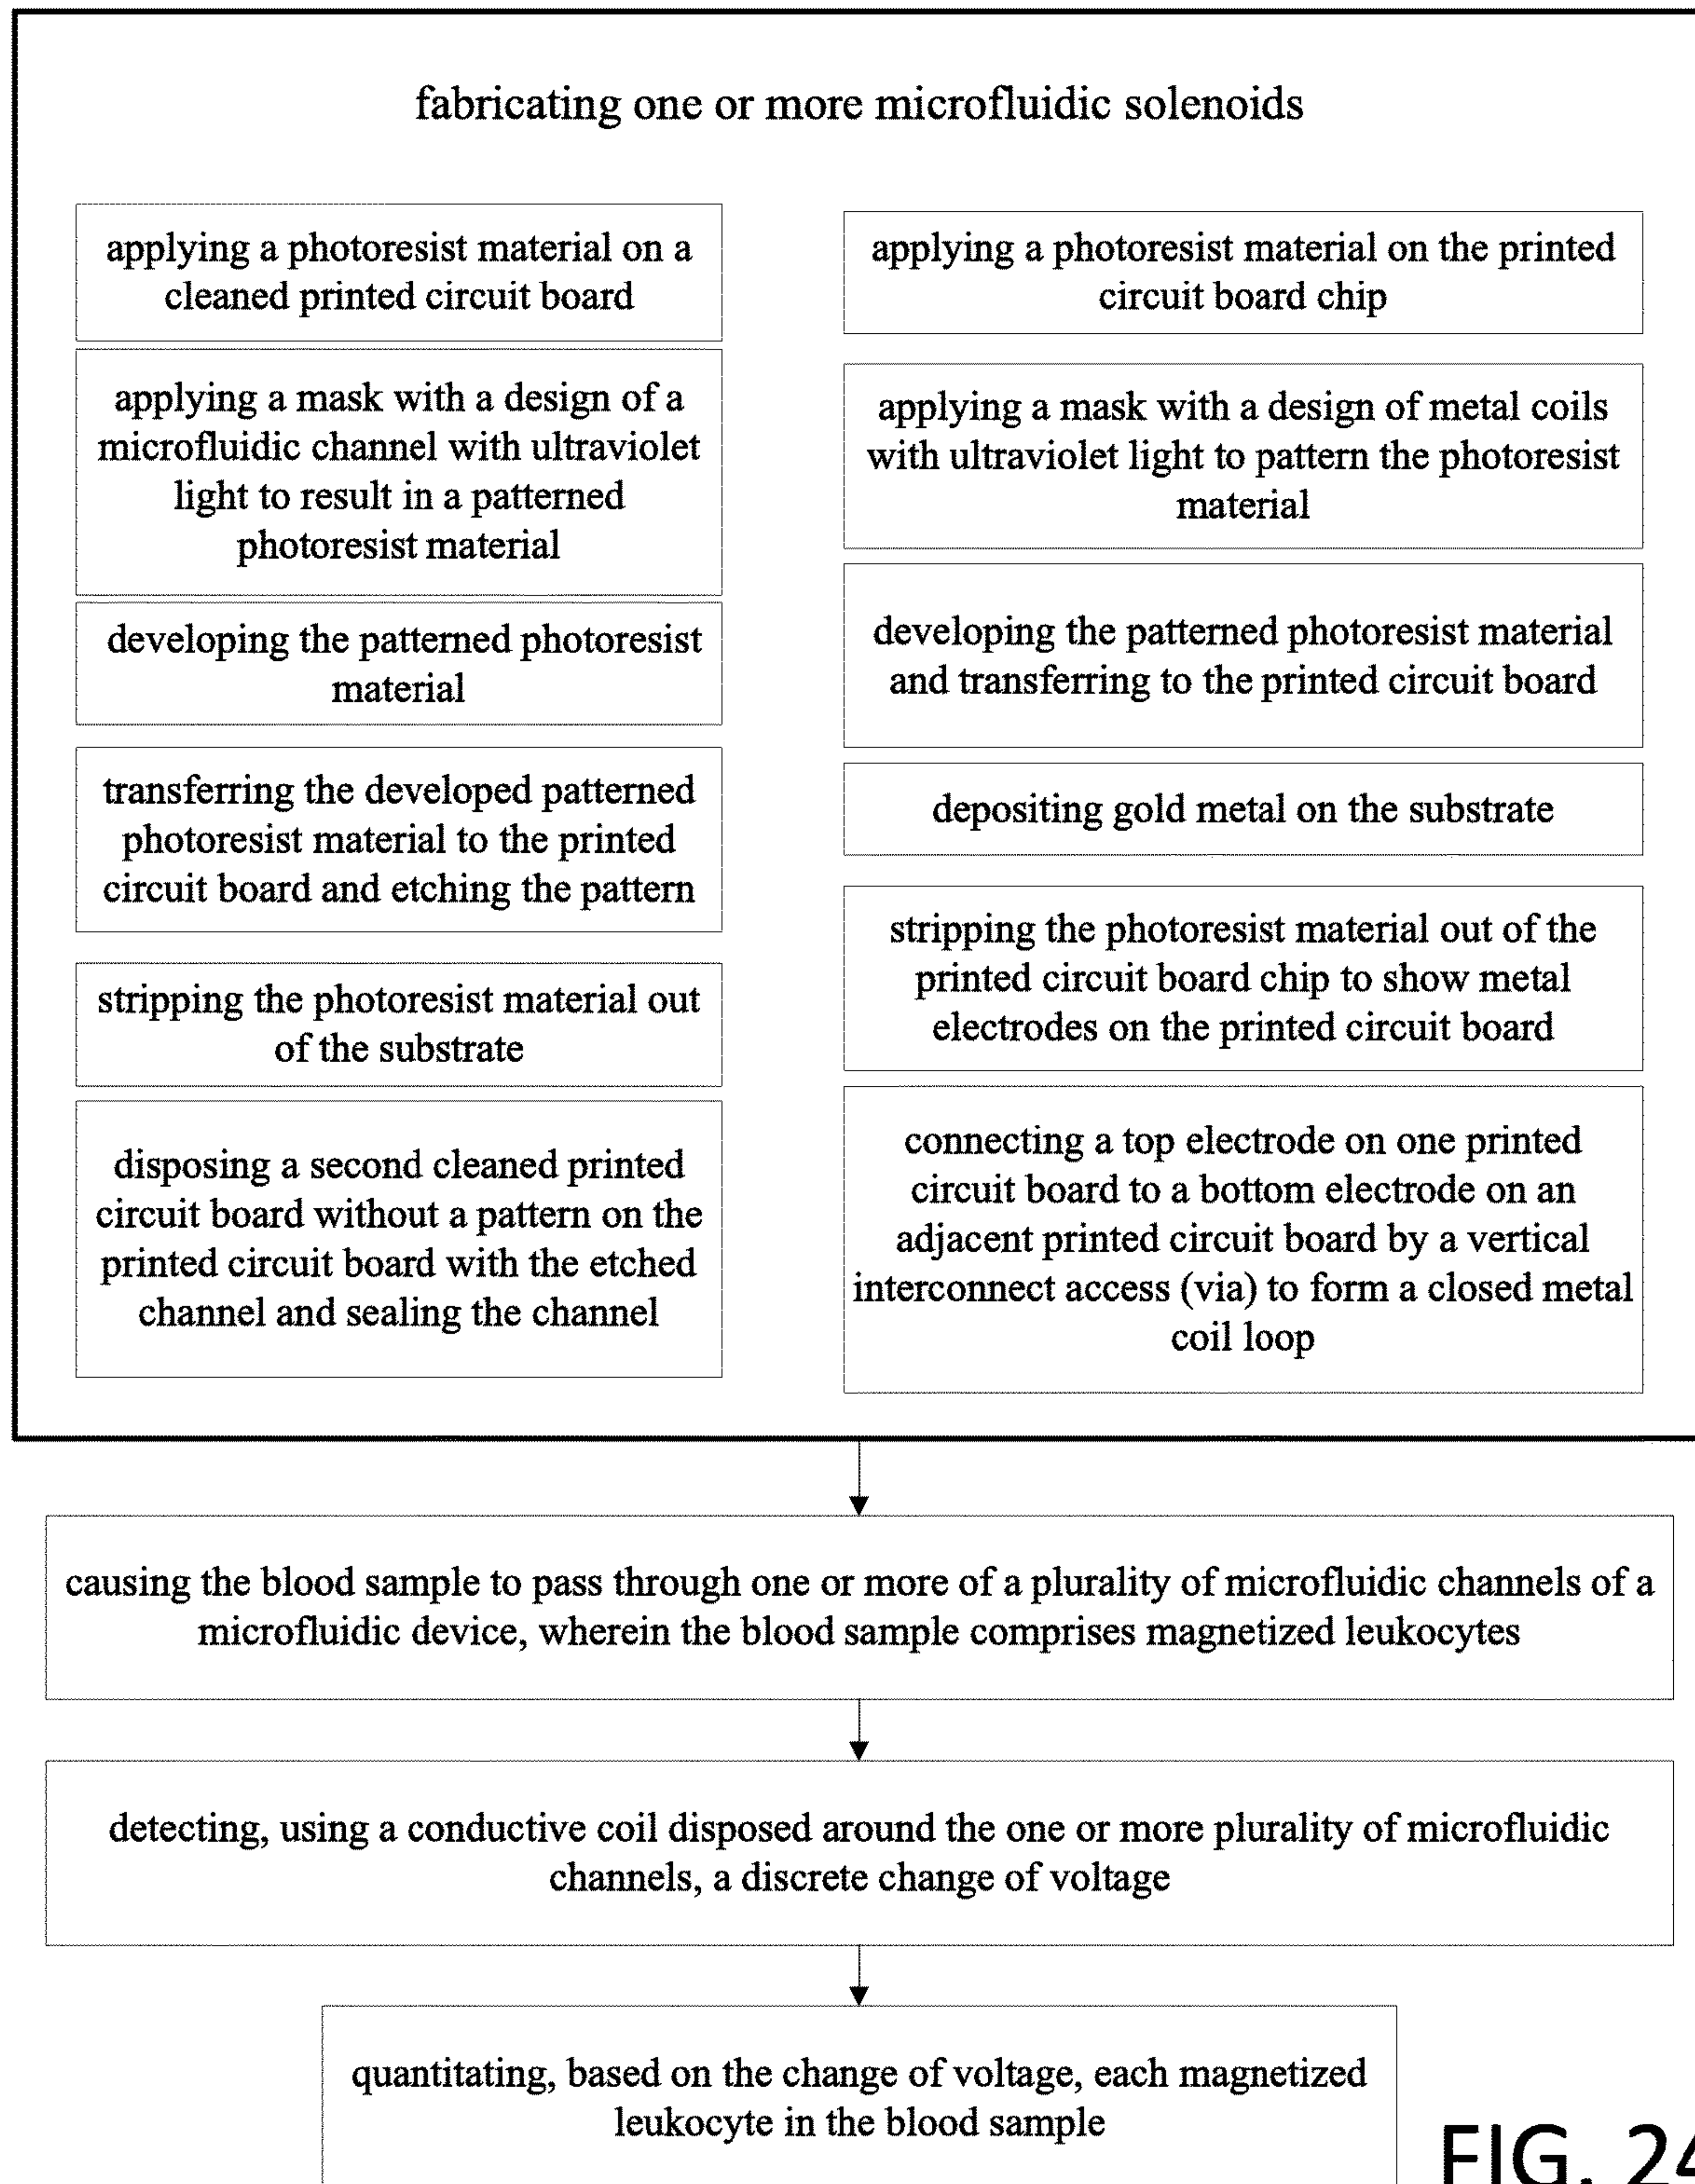 fabricating one or more microfluidic solenoids
applying a photoresist material on a
cleaned printed circuit board
applying a mask with a design of a
microfluidic channel with ultraviolet
light to result in a patterned
photoresist material
developing the patterned photoresist
material
transferring the developed patterned
photoresist material to the printed
circuit board and etching the pattern
stripping the photoresist material out
of the substrate
disposing a second cleaned printed
circuit board without a pattern on the
printed circuit board with the etched
channel and sealing the channel
applying a photoresist material on the printed
circuit board chip
applying a mask with a design of metal coils
with ultraviolet light to pattern the photoresist
material
developing the patterned photoresist material
and transferring to the printed circuit board
depositing gold metal on the substrate
stripping the photoresist material out of the
printed circuit board chip to show metal
electrodes on the printed circuit board
connecting a top electrode on one printed
circuit board to a bottom electrode on an
adjacent printed circuit board by a vertical
interconnect access (via) to form a closed metal
coil loop
causing the blood sample to pass through one or more of a plurality of microfluidic channels of a
microfluidic device, wherein the blood sample comprises magnetized leukocytes
detecting, using a conductive coil disposed around the one or more plurality of microfluidic
channels, a discrete change of voltage
quantitating, based on the change of voltage, each magnetized
leukocyte in the blood sample
FIG. 24